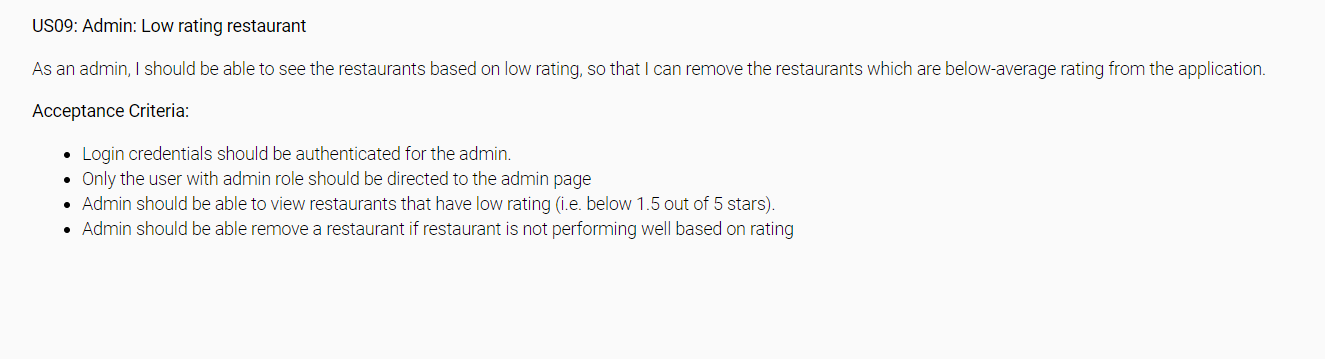 US09: Admin: Low rating restaurant
As an admin, I should be able to see the restaurants based on low rating, so that I can remove the restaurants which are below-average rating from the application.
Acceptance Criteria:
• Login credentials should be authenticated for the admin.
• Only the user with admin role should be directed to the admin page
• Admin should be able to view restaurants that have low rating (i.e. below 1.5 out of 5 stars).
• Admin should be able remove a restaurant if restaurant is not performing well based on rating